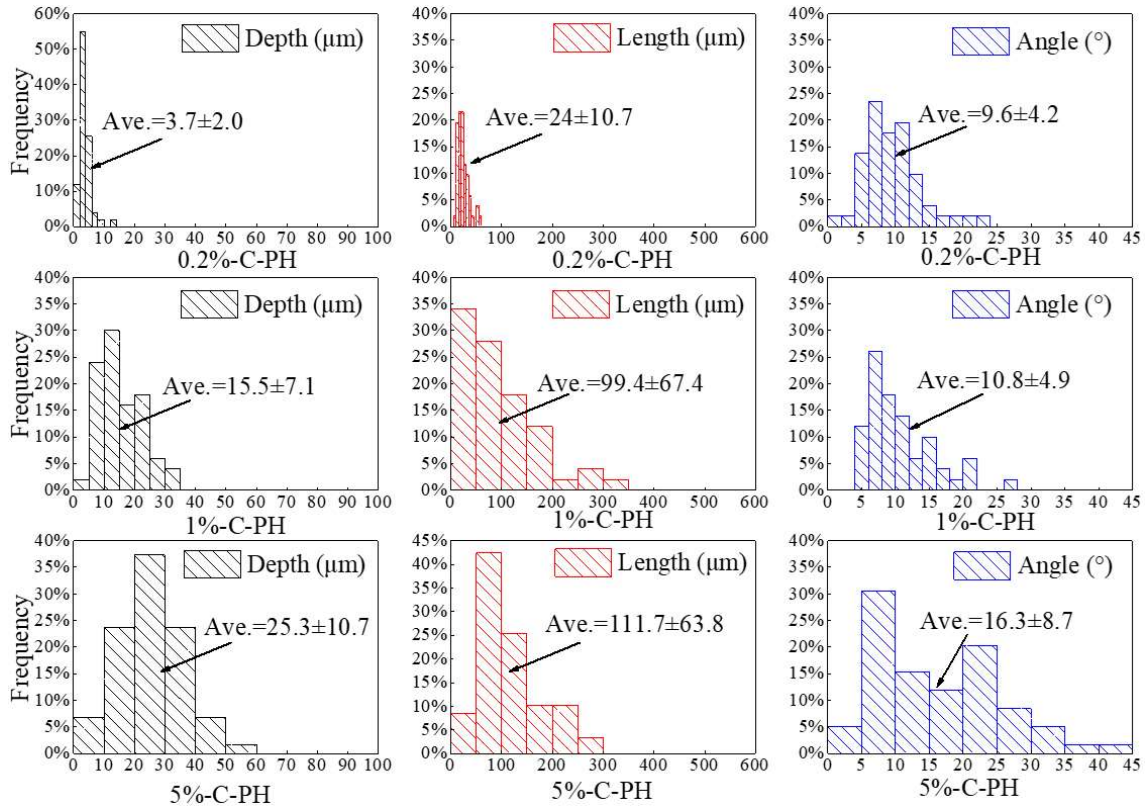 60%
50%
40%
30%
20%
10%
0%
Frequency
Depth (μm)
Ave.=3.7±2.0
0 10 20 30 40 50 60 70 80 90 100
0.2%-C-PH
40%
35%
30%
25%
20%
15%
10%
5%
0%
Length (μm)
Ave.=24±10.7
0 100 200 300 400 500 600
0.2%-C-PH
40%
35%
30%
25%
20%
15%
10%
5%
0%
Angle (°)
Ave.=9.6±4.2
0 5 10 15 20 25 30 35 40 45
0.2%-C-PH
40%
35%
30%
25%
20%
15%
10%
5%
0%
Frequency
Depth (μm)
Ave.=15.5±7.1
0 10 20 30 40 50 60 70 80 90 100
1%-C-PH
40%
35%
30%
25%
20%
15%
10%
5%
0%
Length (μm)
Ave.=99.4±67.4
0 100 200 300 400 500 600
1%-C-PH
40%
35%
30%
25%
20%
15%
10%
5%
0%
Angle (°)
Ave.=10.8±4.9
0 5 10 15 20 25 30 35 40 45
1%-C-PH
40%
35%
30%
25%
20%
15%
10%
5%
0%
Frequency
Depth (μm)
Ave.=25.3±10.7
0 10 20 30 40 50 60 70 80 90 100
5%-C-PH
45%
40%
35%
30%
25%
20%
15%
10%
5%
0%
Length (μm)
Ave.=111.7±63.8
0 100 200 300 400 500 600
5%-C-PH
40%
35%
30%
25%
20%
15%
10%
5%
0%
Angle (°)
Ave.=16.3±8.7
0 5 10 15 20 25 30 35 40 45
5%-C-PH